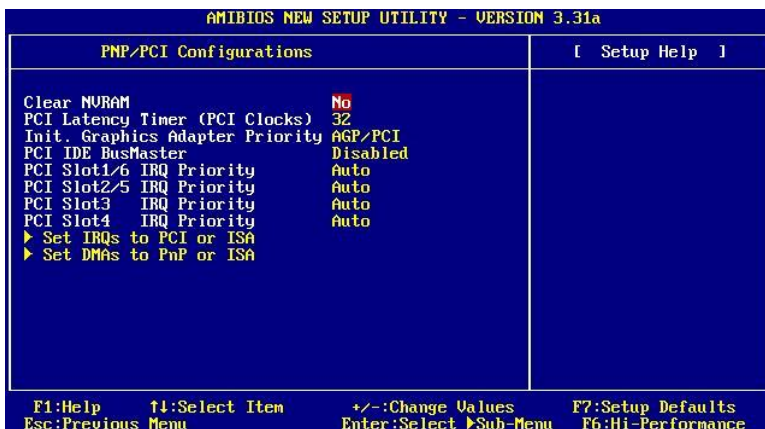 AMIBIOS NEW SETUP UTILITY - VERSION 3.31a
PNP/PCI Configurations
[ Setup Help ]
Clear NVRAM No
PCI Latency Timer (PCI Clocks) 32
Init. Graphics Adapter Priority AGP/PCI
PCI IDE BusMaster Disabled
PCI Slot1/6 IRQ Priority Auto
PCI Slot2/5 IRQ Priority Auto
PCI Slot3 IRQ Priority Auto
PCI Slot4 IRQ Priority Auto
▶ Set IRQs to PCI or ISA
▶ Set DMAs to PnP or ISA
F1:Help ↑↓:Select Item +/-:Change Values F7:Setup Defaults
Esc:Previous Menu Enter:Select ▶Sub-Menu F6:Hi-Performance